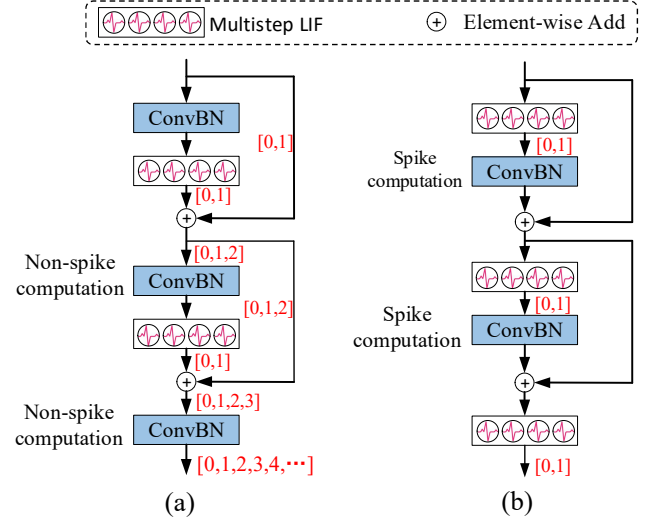 Multistep LIF
+ Element-wise Add
ConvBN
[0,1]
[0,1]
+
[0,1,2]
Non-spike
computation
ConvBN
[0,1,2]
[0,1]
+
[0,1,2,3]
Non-spike
computation
ConvBN
[0,1,2,3,4,···]
(a)
[0,1]
Spike
computation
ConvBN
+
[0,1]
Spike
computation
ConvBN
+
[0,1]
(b)